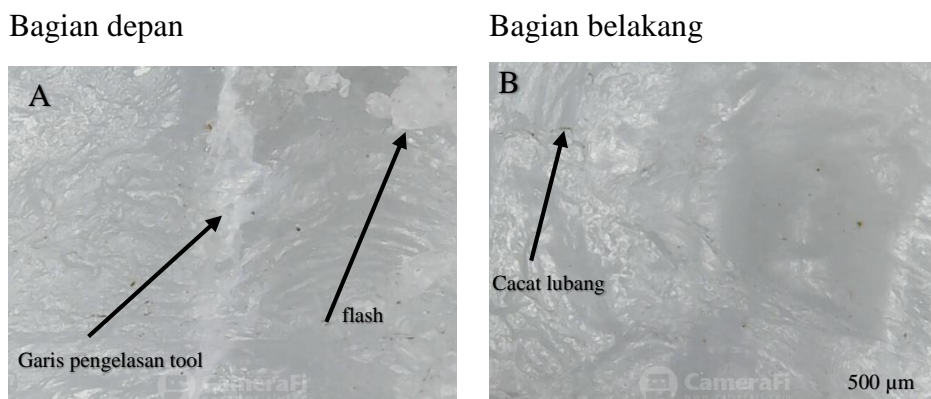 Bagian depan
Bagian belakang
A
B
flash
Garis pengelasan tool
Cacat lubang
500 µm
CameraFi
CameraFi